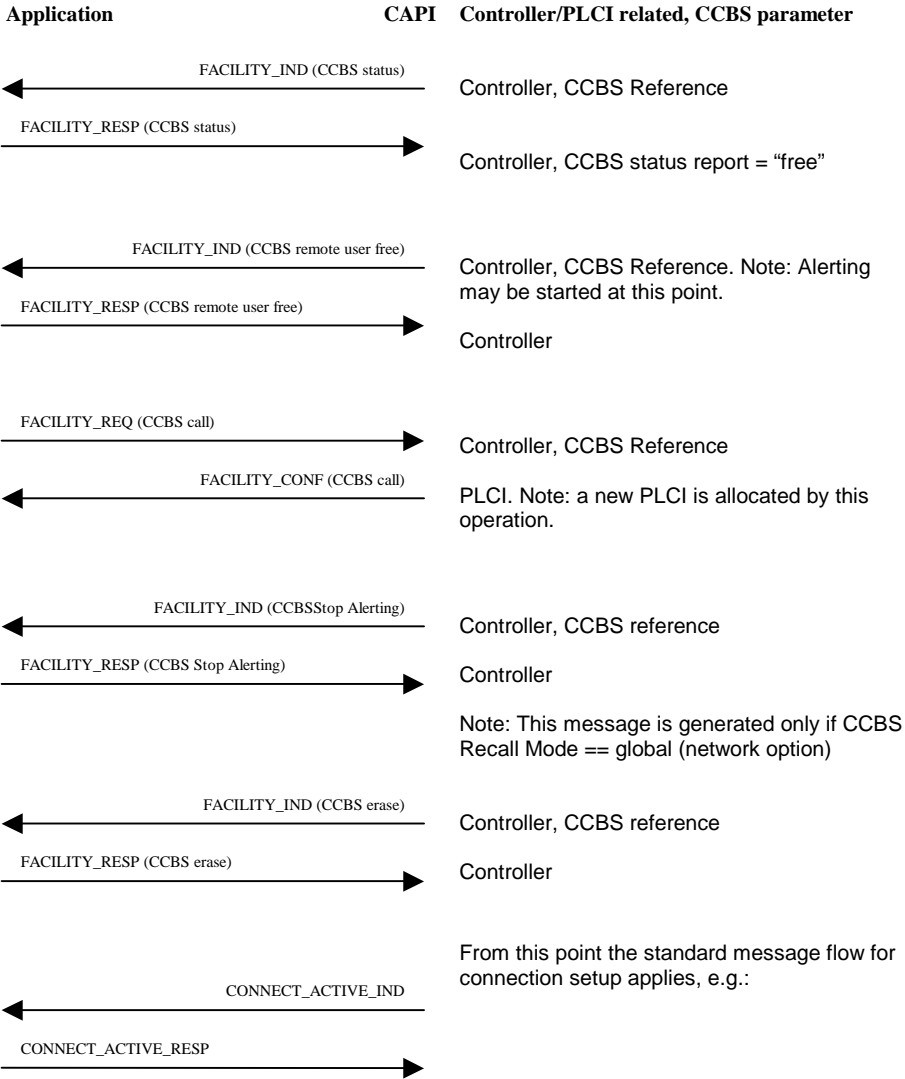 Application CAPI Controller/PLCI related, CCBS parameter
FACILITY_IND (CCBS status)
Controller, CCBS Reference
FACILITY_RESP (CCBS status)
Controller, CCBS status report = “free”
FACILITY_IND (CCBS remote user free)
Controller, CCBS Reference. Note: Alerting
may be started at this point.
FACILITY_RESP (CCBS remote user free)
Controller
FACILITY_REQ (CCBS call)
Controller, CCBS Reference
FACILITY_CONF (CCBS call)
PLCI. Note: a new PLCI is allocated by this
operation.
FACILITY_IND (CCBSStop Alerting)
Controller, CCBS reference
FACILITY_RESP (CCBS Stop Alerting)
Controller
Note: This message is generated only if CCBS
Recall Mode == global (network option)
FACILITY_IND (CCBS erase)
Controller, CCBS reference
FACILITY_RESP (CCBS erase)
Controller
From this point the standard message flow for
connection setup applies, e.g.:
CONNECT_ACTIVE_IND
CONNECT_ACTIVE_RESP